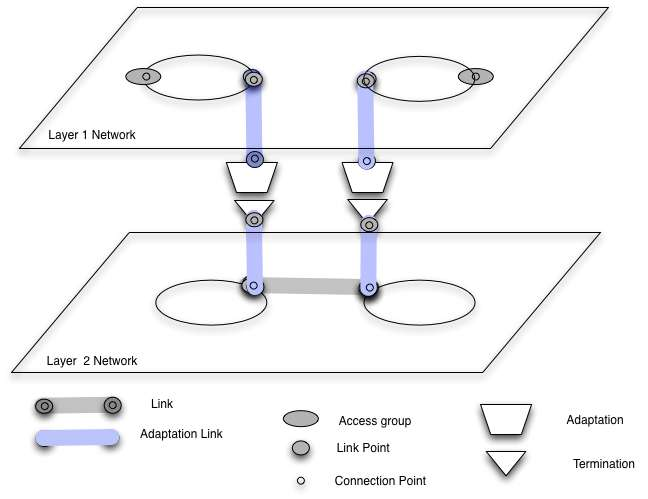 Layer 1 Network
Layer 2 Network
Link
Adaptation Link
Access group
Link Point
Connection Point
Adaptation
Termination